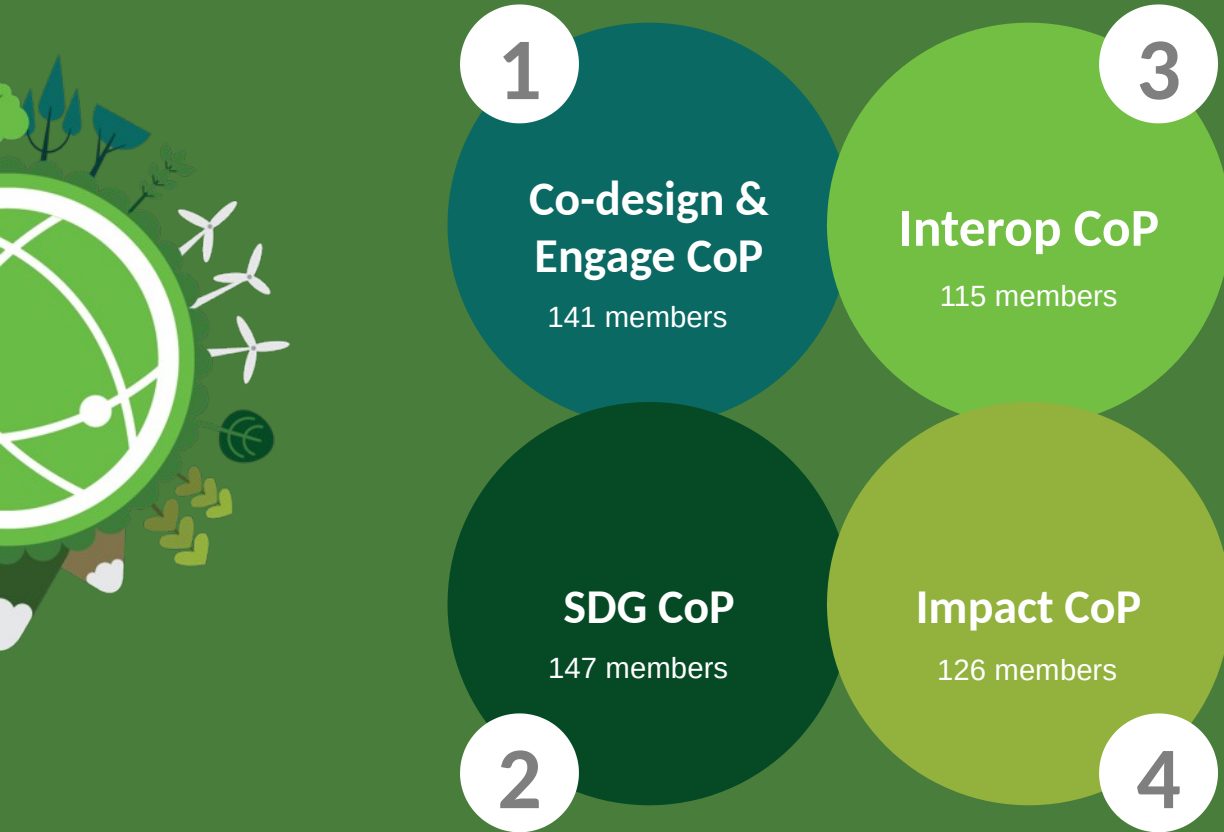 1
Co-design &
Engage CoP
141 members
2
SDG CoP
147 members
3
Interop CoP
115 members
4
Impact CoP
126 members